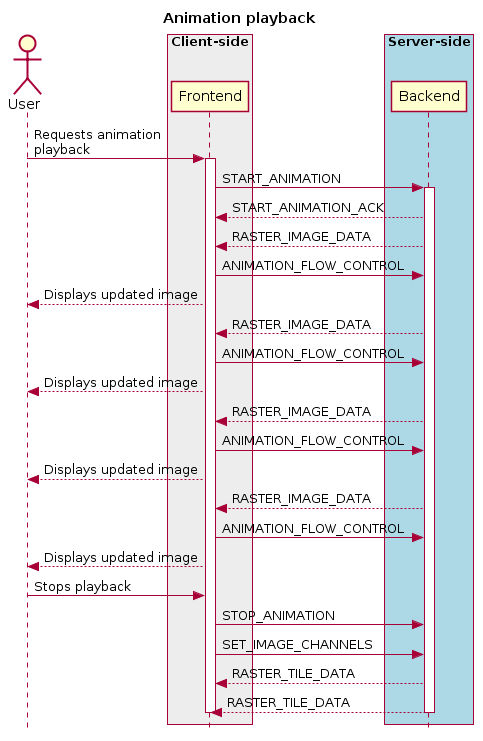 Animation playback
Client-side
Server-side
User
Frontend
Backend
Requests animation
playback
START_ANIMATION
START_ANIMATION_ACK
RASTER_IMAGE_DATA
ANIMATION_FLOW_CONTROL
Displays updated image
RASTER_IMAGE_DATA
ANIMATION_FLOW_CONTROL
Displays updated image
RASTER_IMAGE_DATA
ANIMATION_FLOW_CONTROL
Displays updated image
RASTER_IMAGE_DATA
ANIMATION_FLOW_CONTROL
Displays updated image
Stops playback
STOP_ANIMATION
SET_IMAGE_CHANNELS
RASTER_TILE_DATA
RASTER_TILE_DATA